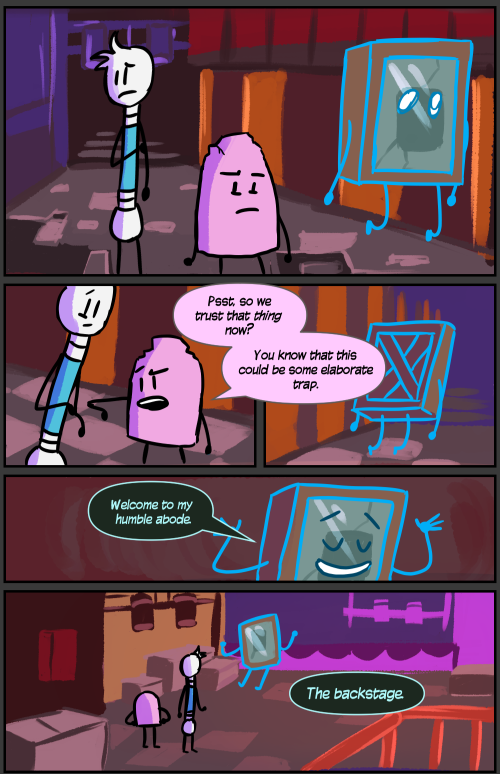 Psst, so we
trust that thing
now?
You know that this
could be some elaborate
trap.
Welcome to my
humble abode.
The backstage.